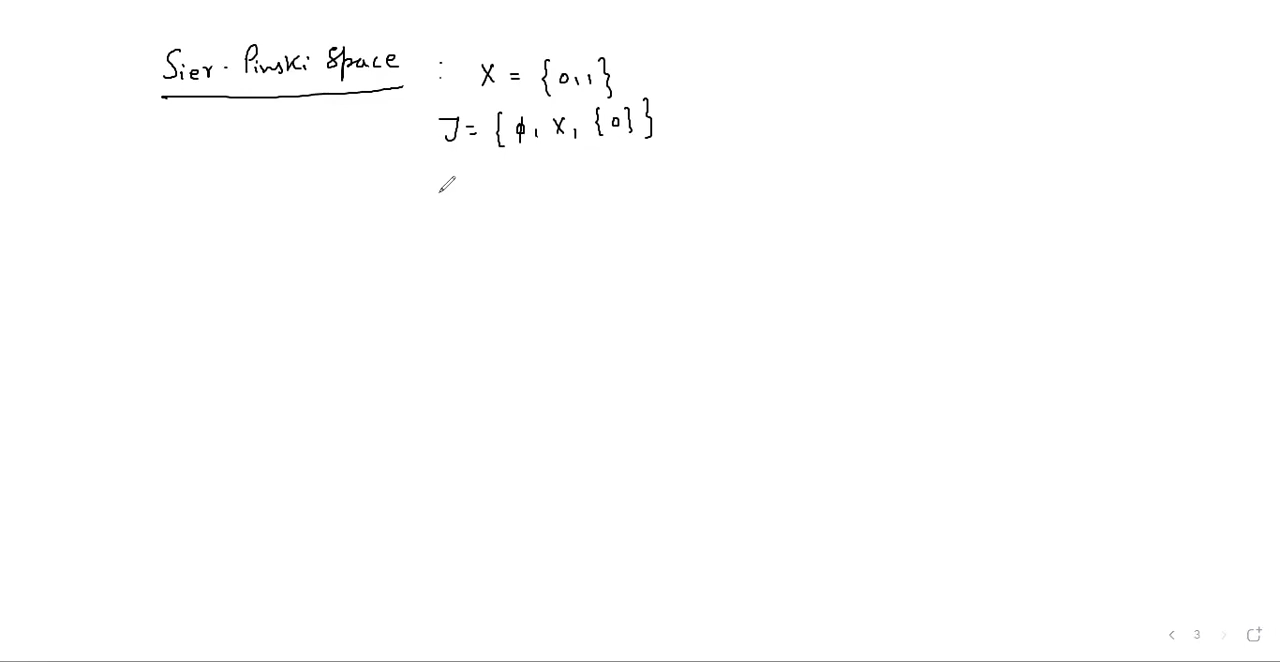 Sier-Pinski Space : X = {0,1}
J = {φ, X, {0}}
3